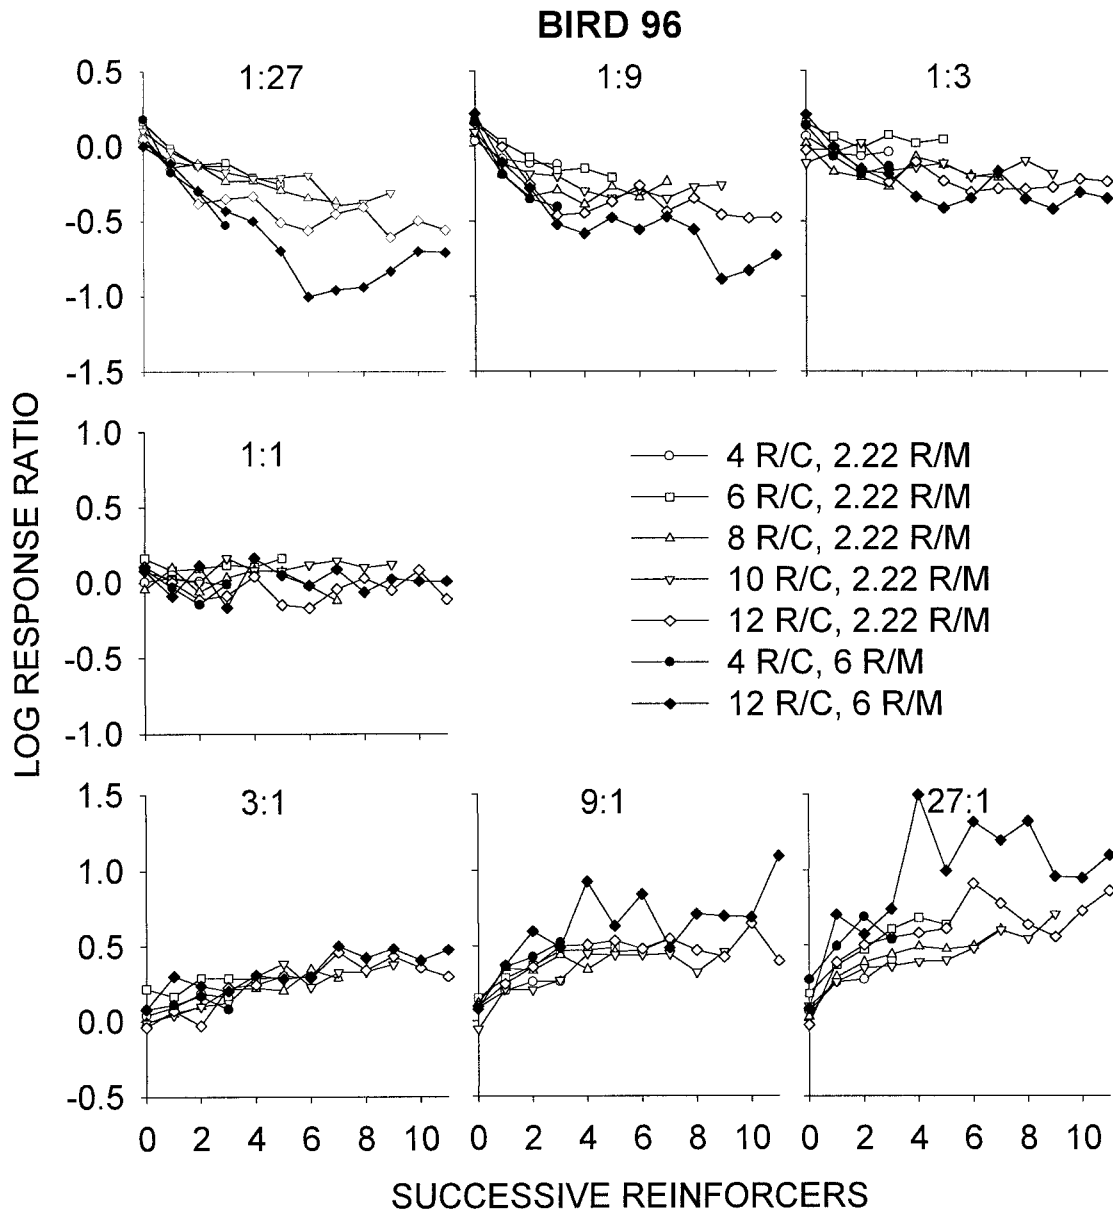 BIRD 96
1:27
1:9
1:3
0.5
0.0
-0.5
-1.0
-1.5
LOG RESPONSE RATIO
1:1
1.0
0.5
0.0
-0.5
-1.0
4 R/C, 2.22 R/M
6 R/C, 2.22 R/M
8 R/C, 2.22 R/M
10 R/C, 2.22 R/M
12 R/C, 2.22 R/M
4 R/C, 6 R/M
12 R/C, 6 R/M
3:1
9:1
27:1
1.5
1.0
0.5
0.0
-0.5
0 2 4 6 8 10 0 2 4 6 8 10 0 2 4 6 8 10
SUCCESSIVE REINFORCERS